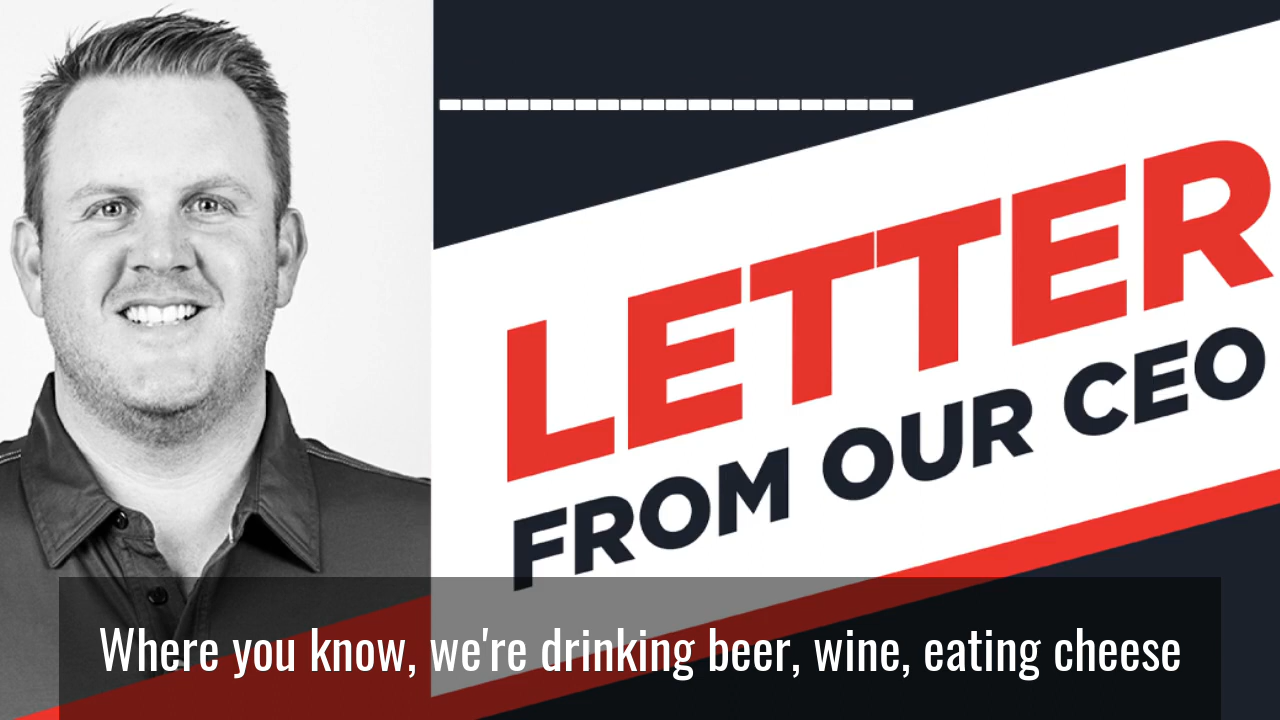 LETTER
FROM OUR CEO
Where you know, we're drinking beer, wine, eating cheese